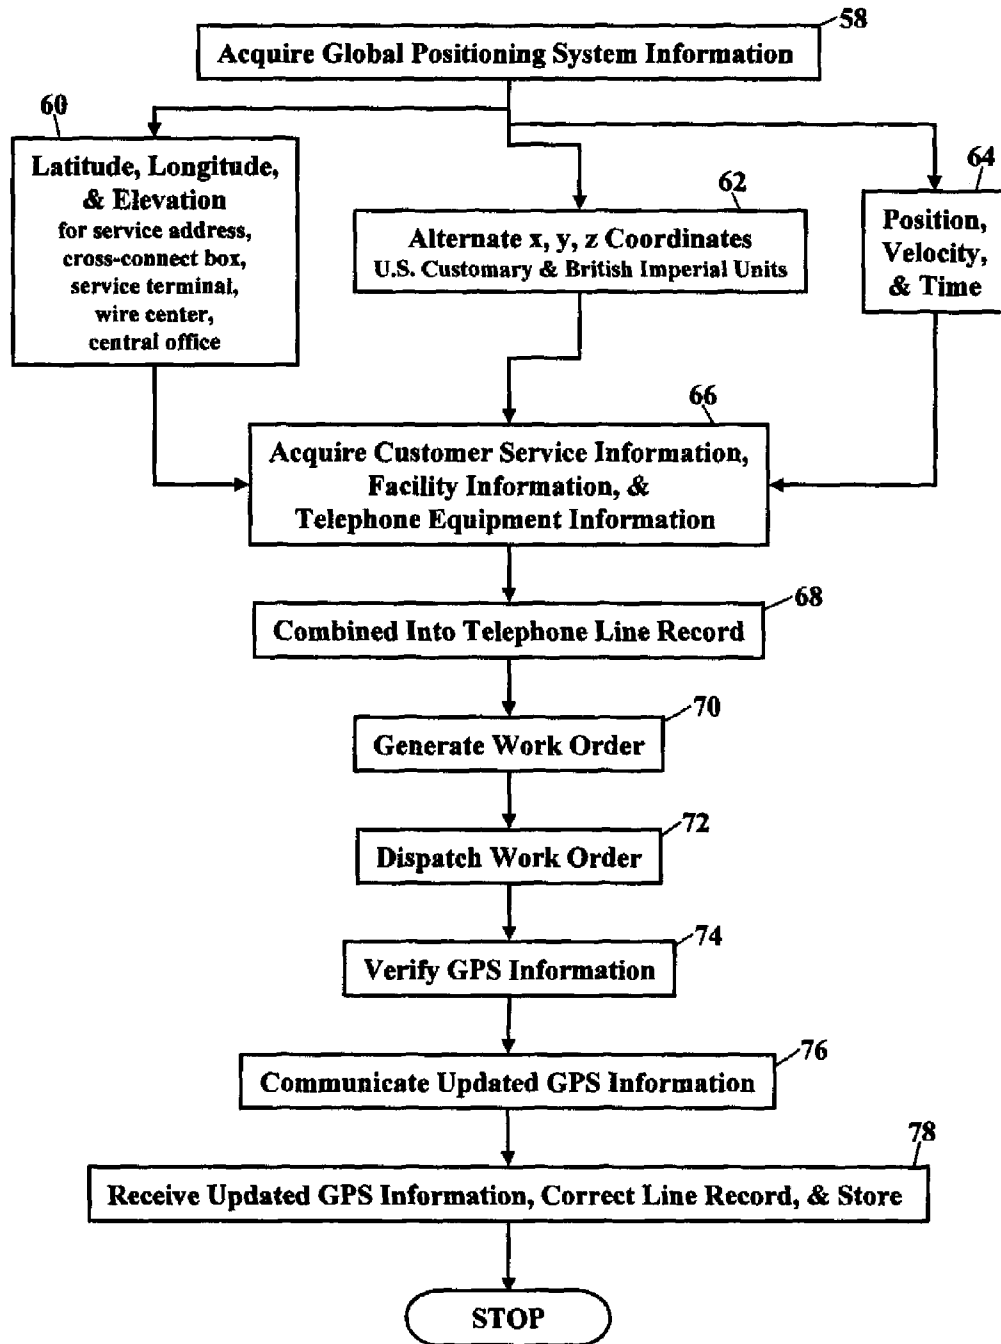 58
Acquire Global Positioning System Information
60
Latitude, Longitude,
& Elevation
for service address,
cross-connect box,
service terminal,
wire center,
central office
62
Alternate x, y, z Coordinates
U.S. Customary & British Imperial Units
64
Position,
Velocity,
& Time
66
Acquire Customer Service Information,
Facility Information, &
Telephone Equipment Information
68
Combined Into Telephone Line Record
70
Generate Work Order
72
Dispatch Work Order
74
Verify GPS Information
76
Communicate Updated GPS Information
78
Receive Updated GPS Information, Correct Line Record, & Store
STOP